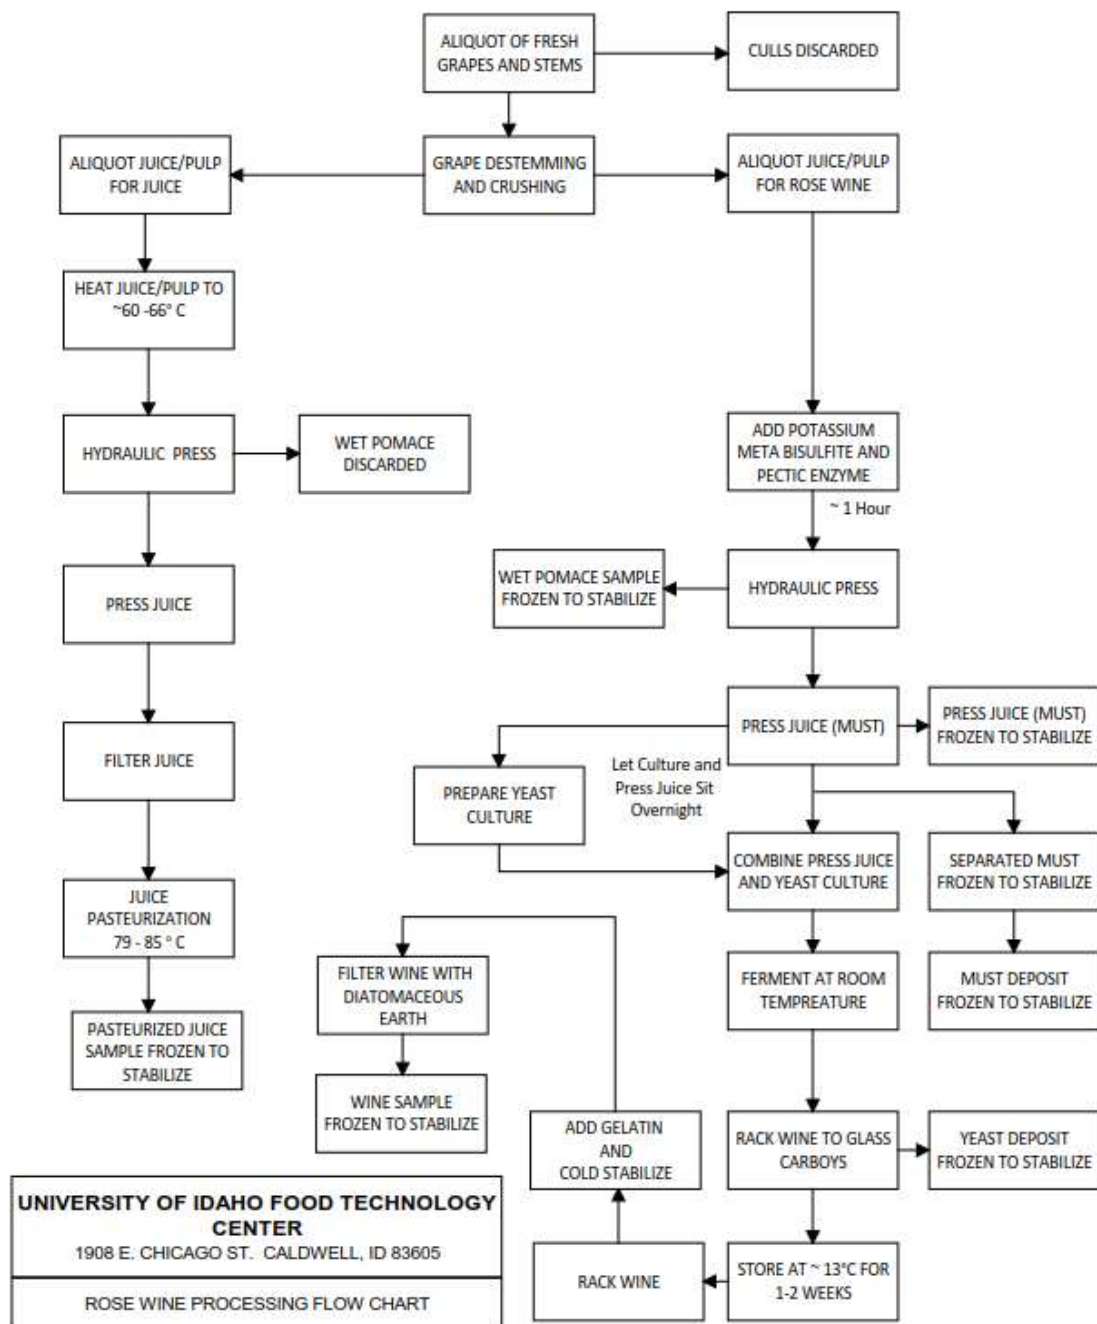 ALIQUOT OF FRESH
GRAPES AND STEMS
CULLS DISCARDED
ALIQUOT JUICE/PULP
FOR JUICE
GRAPE DESTEMMING
AND CRUSHING
ALIQUOT JUICE/PULP
FOR ROSE WINE
HEAT JUICE/PULP TO
~60 -66° C
HYDRAULIC PRESS
WET POMACE
DISCARDED
ADD POTASSIUM
META BISULFITE AND
PECTIC ENZYME
~ 1 Hour
PRESS JUICE
WET POMACE SAMPLE
FROZEN TO STABILIZE
HYDRAULIC PRESS
FILTER JUICE
PRESS JUICE (MUST)
PRESS JUICE (MUST)
FROZEN TO STABILIZE
Let Culture and
Press Juice Sit
Overnight
PREPARE YEAST
CULTURE
COMBINE PRESS JUICE
AND YEAST CULTURE
SEPARATED MUST
FROZEN TO STABILIZE
JUICE
PASTEURIZATION
79 - 85 ° C
FILTER WINE WITH
DIATOMACEOUS
EARTH
FERMENT AT ROOM
TEMPREATURE
MUST DEPOSIT
FROZEN TO STABILIZE
PASTEURIZED JUICE
SAMPLE FROZEN TO
STABILIZE
WINE SAMPLE
FROZEN TO STABILIZE
ADD GELATIN
AND
COLD STABILIZE
RACK WINE TO GLASS
CARBOYS
YEAST DEPOSIT
FROZEN TO STABILIZE
RACK WINE
STORE AT ~ 13°C FOR
1-2 WEEKS
UNIVERSITY OF IDAHO FOOD TECHNOLOGY
CENTER
1908 E. CHICAGO ST. CALDWELL, ID 83605
ROSE WINE PROCESSING FLOW CHART